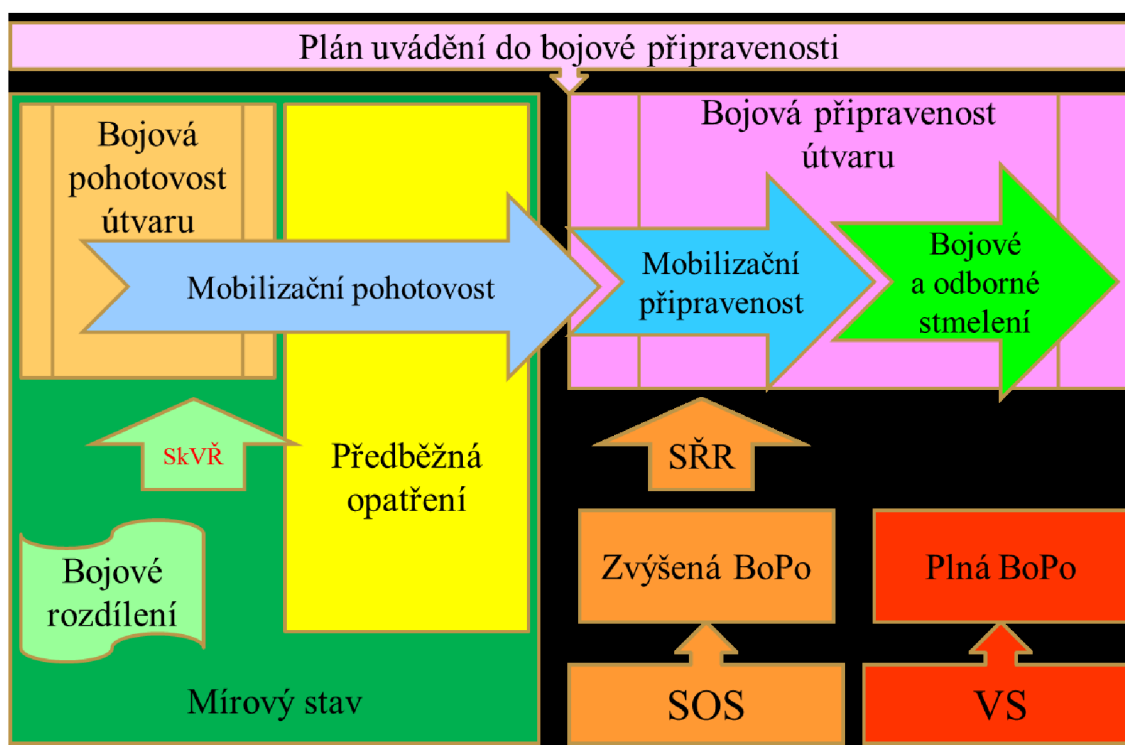 Plán uvádění do bojové připravenosti
Bojová
pohotovost
útvaru
Bojová připravenost
útvaru
Mobilizační pohotovost
Mobilizační
připravenost
Bojové
a odborné
stmelení
SkVŘ
Předběžná
opatření
SŘR
Bojové
rozdílení
Zvýšená BoPo
Plná BoPo
Mírový stav
SOS
VS